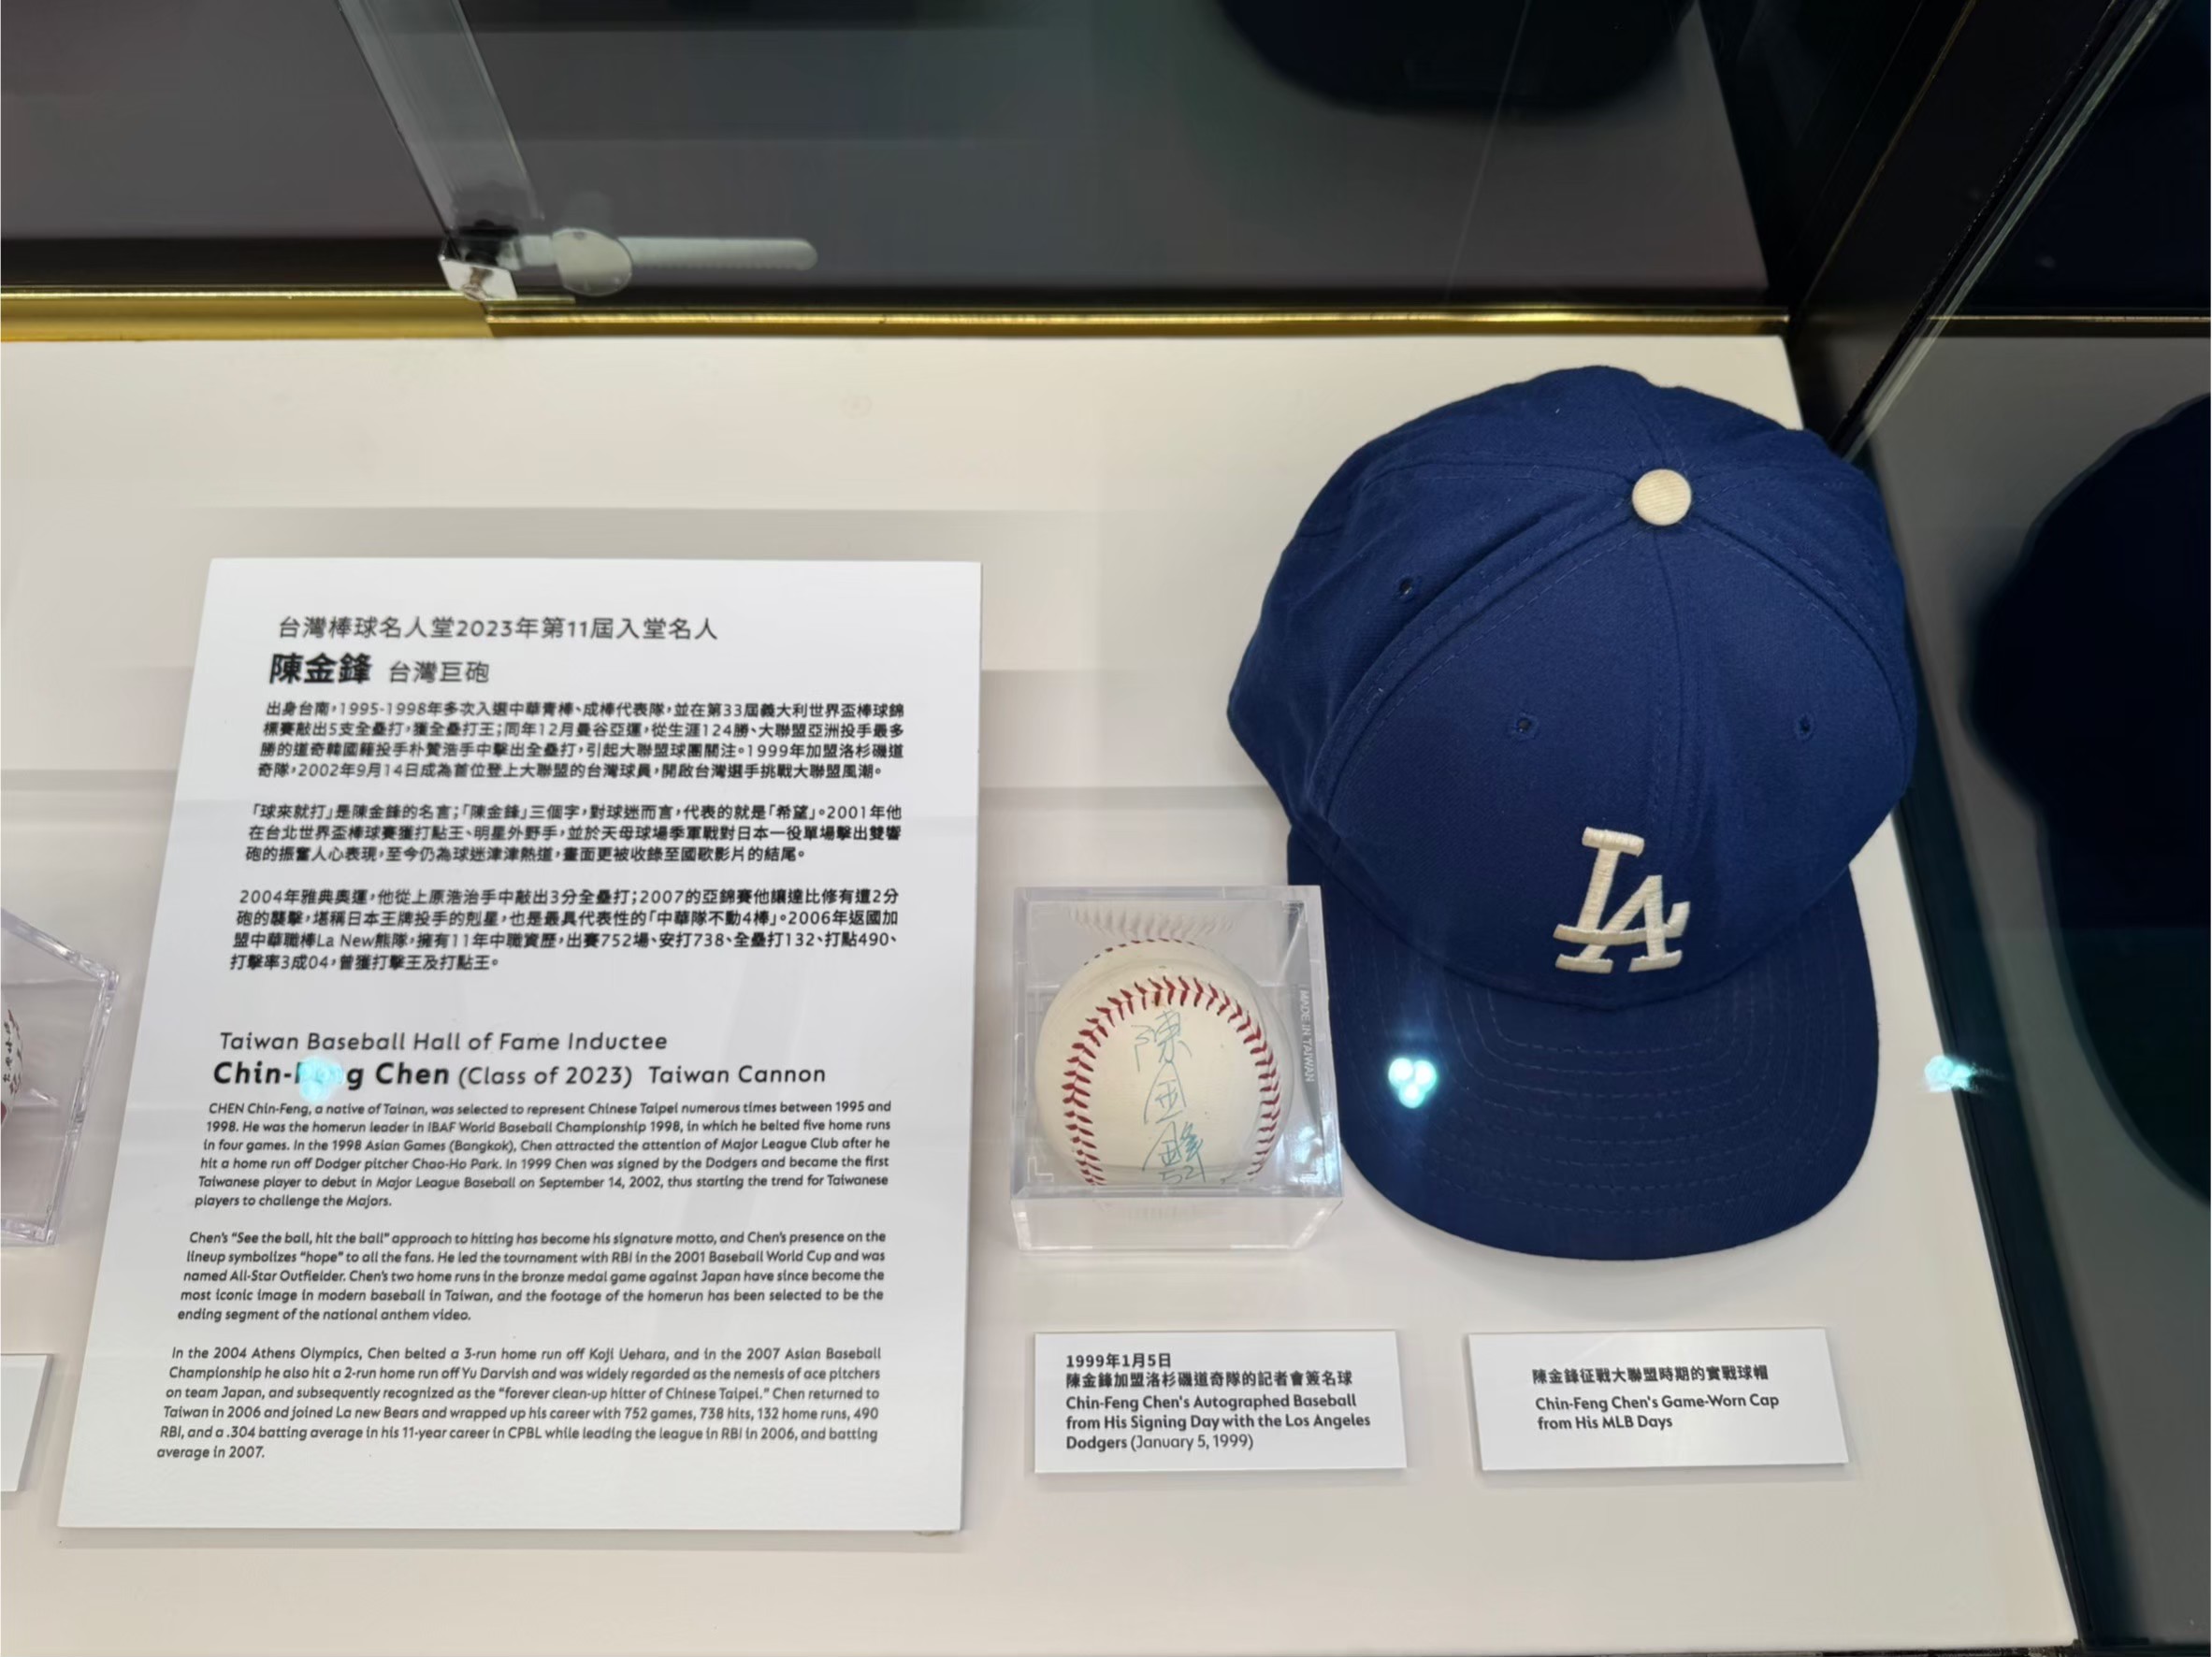 台灣棒球名人堂2023年第11屆入堂名人
陳金鋒 台灣巨砲
出身台南，1995-1998年多次入選中華青棒、成棒代表隊，並在第33屆義大利世界盃棒球錦
標賽敲出5支全壘打，獲全壘打王；同年12月曼谷亞運，從生涯124勝、大聯盟亞洲投手最多
勝的道奇韓國籍投手朴贊浩手中擊出全壘打，引起大聯盟球團關注。1999年加盟洛杉磯道
奇隊，2002年9月14日成為首位登上大聯盟的台灣球員，開啟台灣選手挑戰大聯盟風潮。
「球來就打」是陳金鋒的名言；「陳金鋒」三個字，對球迷而言，代表的就是「希望」。2001年他
在台北世界盃棒球賽獲打點王、明星外野手，並於天母球場季軍戰對日本一役單場擊出雙響
砲的振奮人心表現，至今仍為球迷津津熱道，畫面更被收錄至國歌影片的結尾。
2004年雅典奧運，他從上原浩治手中敲出3分全壘打；2007的亞錦賽他讓達比修有遭2分
砲的襲擊，堪稱日本王牌投手的剋星，也是最具代表性的「中華隊不動4棒」。2006年返國加
盟中華職棒La New熊隊，擁有11年中職資歷，出賽752場、安打738、全壘打132、打點490、
打擊率3成04，曾獲打擊王及打點王。
Taiwan Baseball Hall of Fame Inductee
Chin-Feng Chen (Class of 2023) Taiwan Cannon
CHEN Chin-Feng, a native of Tainan, was selected to represent Chinese Taipei numerous times between 1995 and
1998. He was the homerun leader in IBAF World Baseball Championship 1998, in which he belted five home runs
in four games. In the 1998 Asian Games (Bangkok), Chen attracted the attention of Major League Club after he
hit a home run off Dodger pitcher Chao-Ho Park. In 1999 Chen was signed by the Dodgers and became the first
Taiwanese player to debut in Major League Baseball on September 14, 2002, thus starting the trend for Taiwanese
players to challenge the Majors.
Chen's "See the ball, hit the ball" approach to hitting has become his signature motto, and Chen's presence on the
lineup symbolizes "hope" to all the fans. He led the tournament with RBI in the 2001 Baseball World Cup and was
named All-Star Outfielder. Chen's two home runs in the bronze medal game against Japan have since become the
most iconic image in modern baseball in Taiwan, and the footage of the homerun has been selected to be the
ending segment of the national anthem video.
In the 2004 Athens Olympics, Chen belted a 3-run home run off Koji Uehara, and in the 2007 Asian Baseball
Championship he also hit a 2-run home run off Yu Darvish and was widely regarded as the nemesis of ace pitchers
on team Japan, and subsequently recognized as the "forever clean-up hitter of Chinese Taipei." Chen returned to
Taiwan in 2006 and joined La new Bears and wrapped up his career with 752 games, 738 hits, 132 home runs, 490
RBI, and a .304 batting average in his 11-year career in CPBL while leading the league in RBI in 2006, and batting
average in 2007.
陳金鋒
52
MADE IN TAIWAN
LA
1999年1月5日
陳金鋒加盟洛杉磯道奇隊的記者會簽名球
Chin-Feng Chen's Autographed Baseball
from His Signing Day with the Los Angeles
Dodgers (January 5, 1999)
陳金鋒征戰大聯盟時期的實戰球帽
Chin-Feng Chen's Game-Worn Cap
from His MLB Days